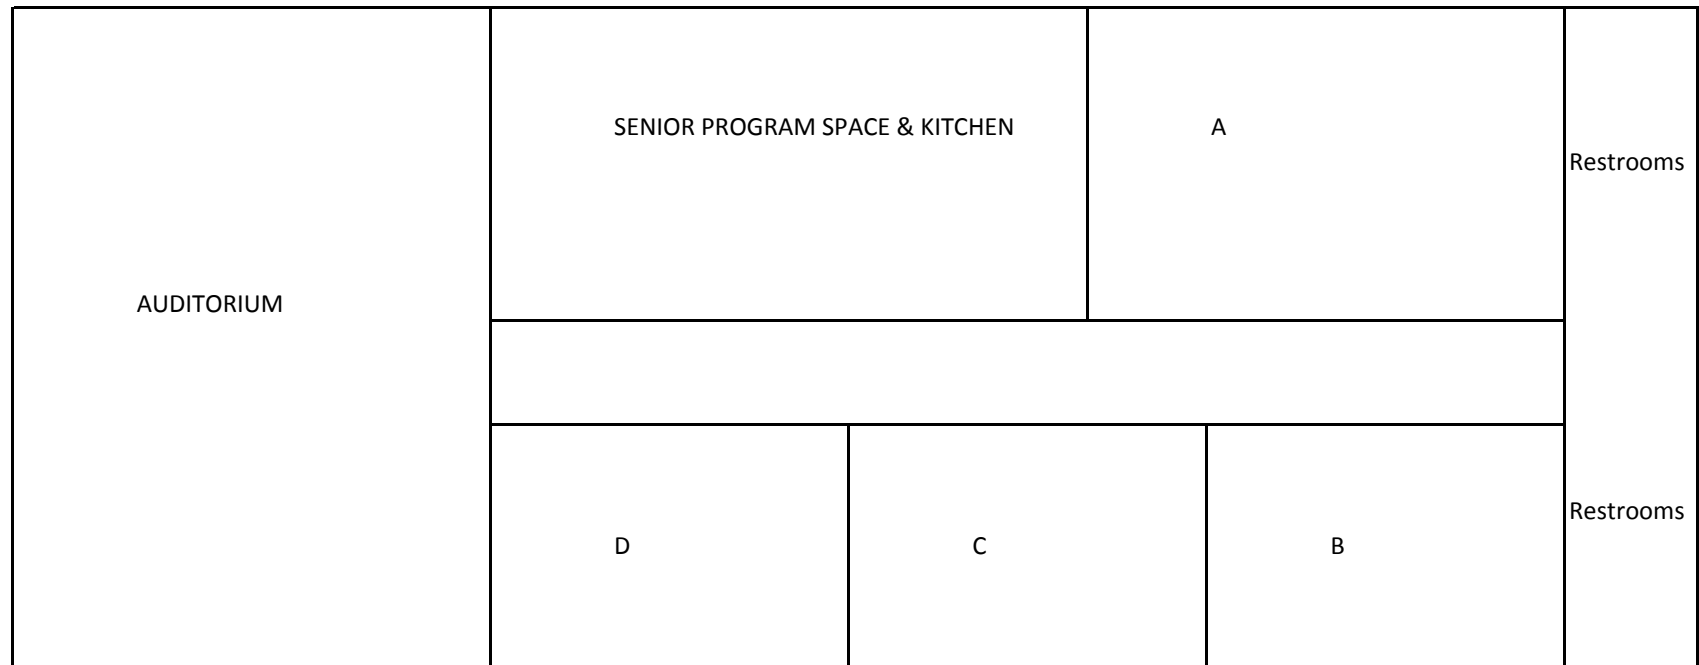 SENIOR PROGRAM SPACE & KITCHEN
A
Restrooms
AUDITORIUM
Restrooms
D
C
B